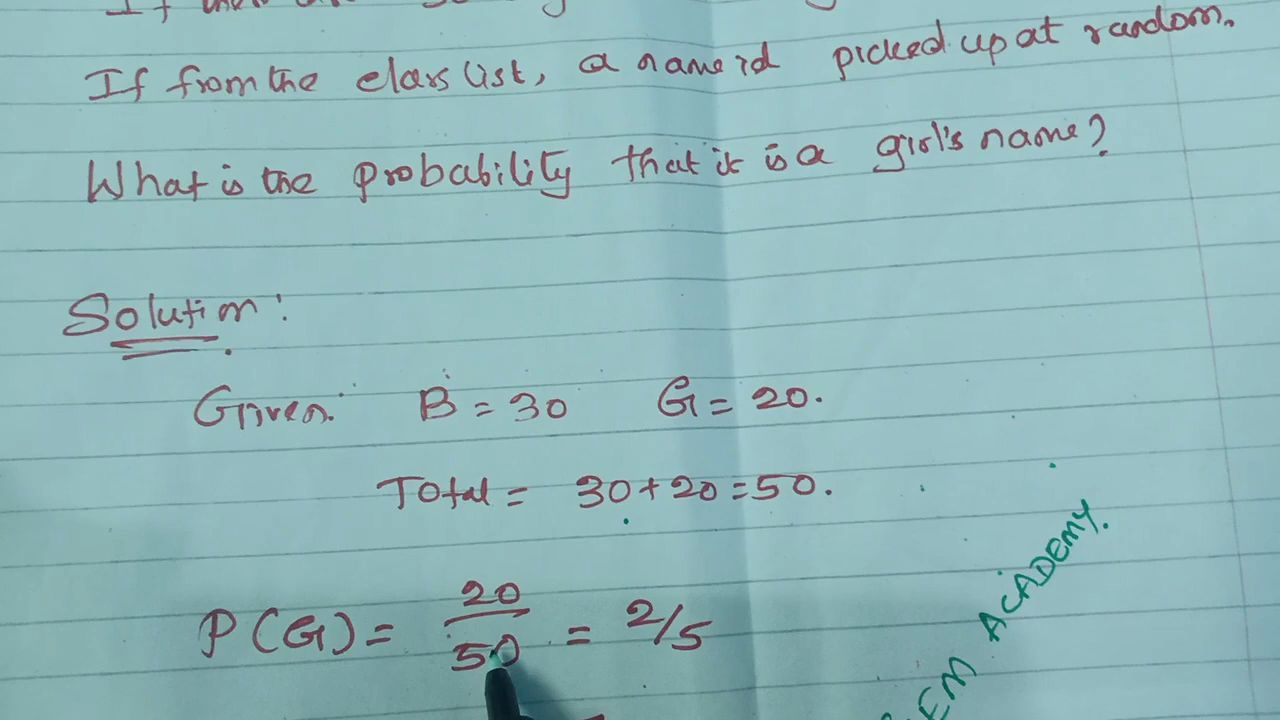 If from the class list, a name is picked up at random.
What is the probability that it is a girl's name?
Solution:
Given: B = 30 G = 20.
Total = 30 + 20 = 50.
P(G) = 20/50 = 2/5
EM ACADEMY.